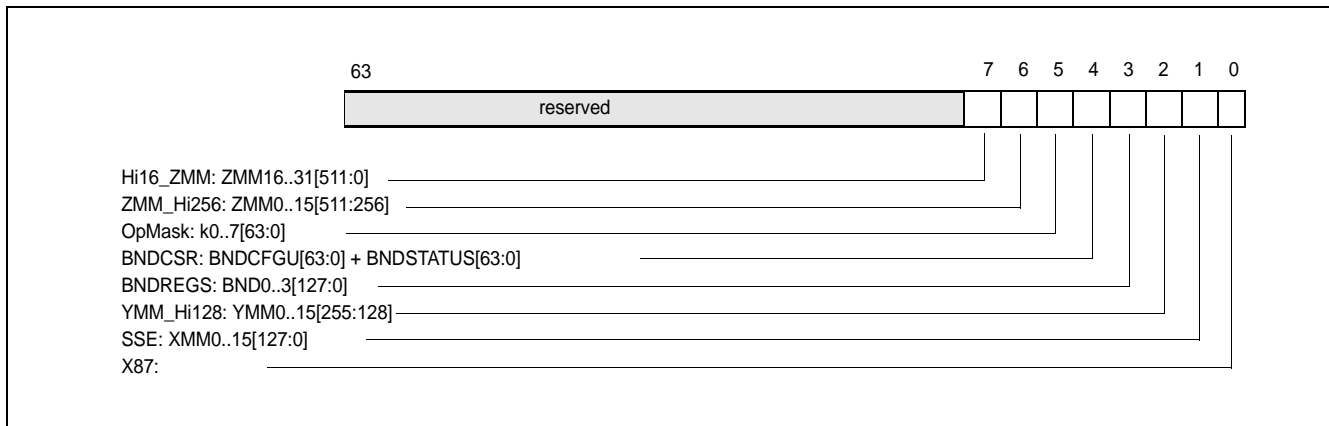 63 7 6 5 4 3 2 1 0
reserved
Hi16_ZMM: ZMM16..31[511:0]
ZMM_Hi256: ZMM0..15[511:256]
OpMask: k0..7[63:0]
BNDCSR: BNDCFGU[63:0] + BNDSTATUS[63:0]
BNDREGS: BND0..3[127:0]
YMM_Hi128: YMM0..15[255:128]
SSE: XMM0..15[127:0]
X87: